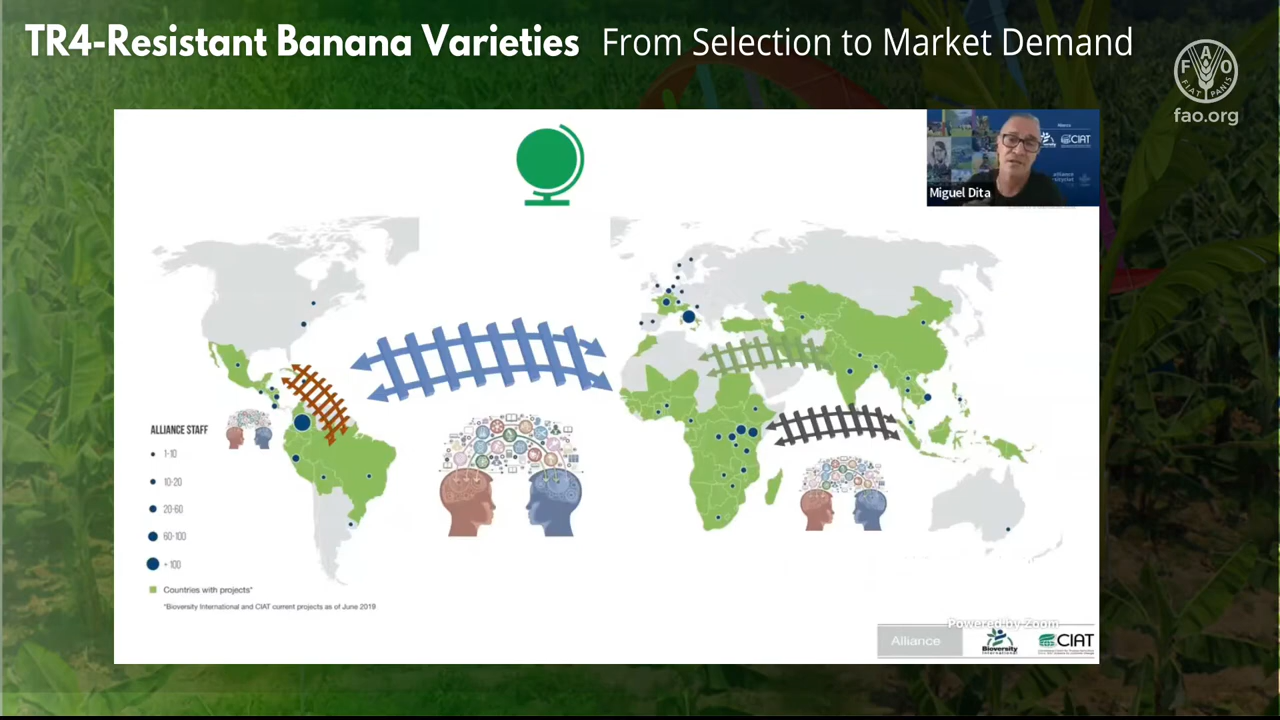 TR4-Resistant Banana Varieties From Selection to Market Demand
F A O
FIAT PANIS
fao.org
CIAT
Miguel Dita
ALLIANCE STAFF
1-10
10-20
20-60
60-100
+ 100
Countries with projects*
*Bioversity International and CIAT current projects as of June 2019
Powered by Zoom
Alliance
Bioversity
International
CIAT